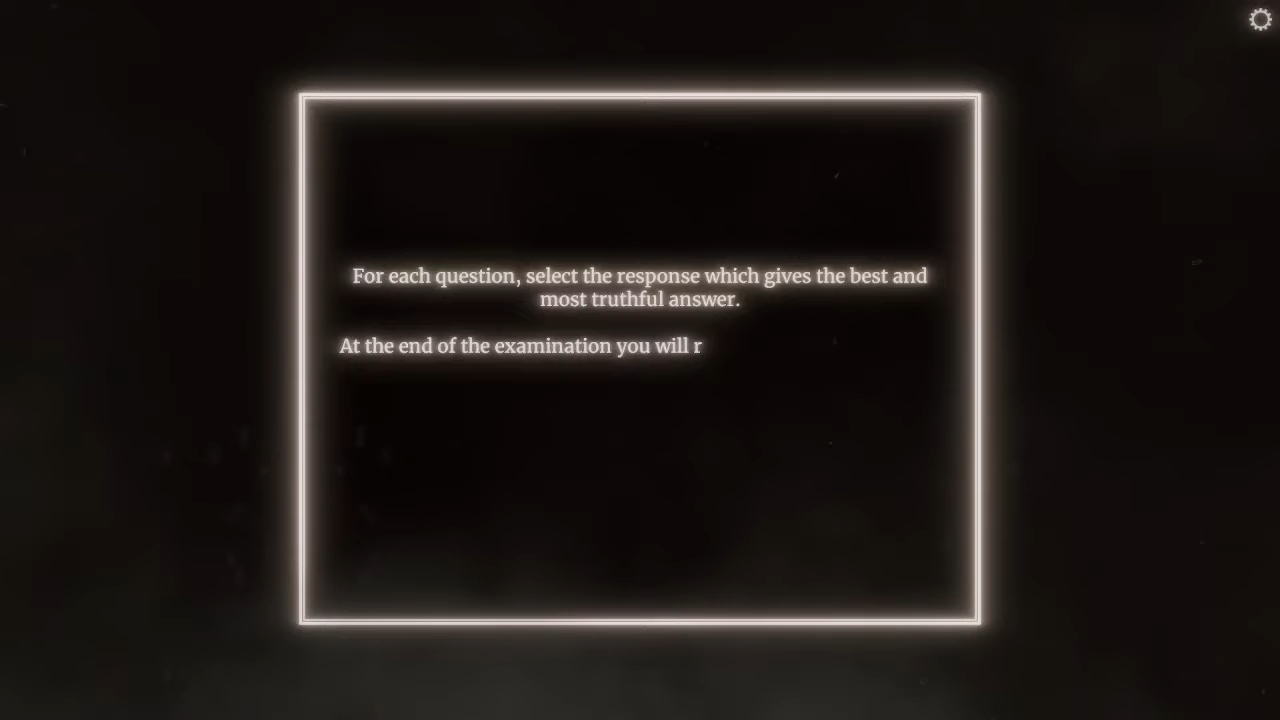 For each question, select the response which gives the best and
most truthful answer.
At the end of the examination you will r